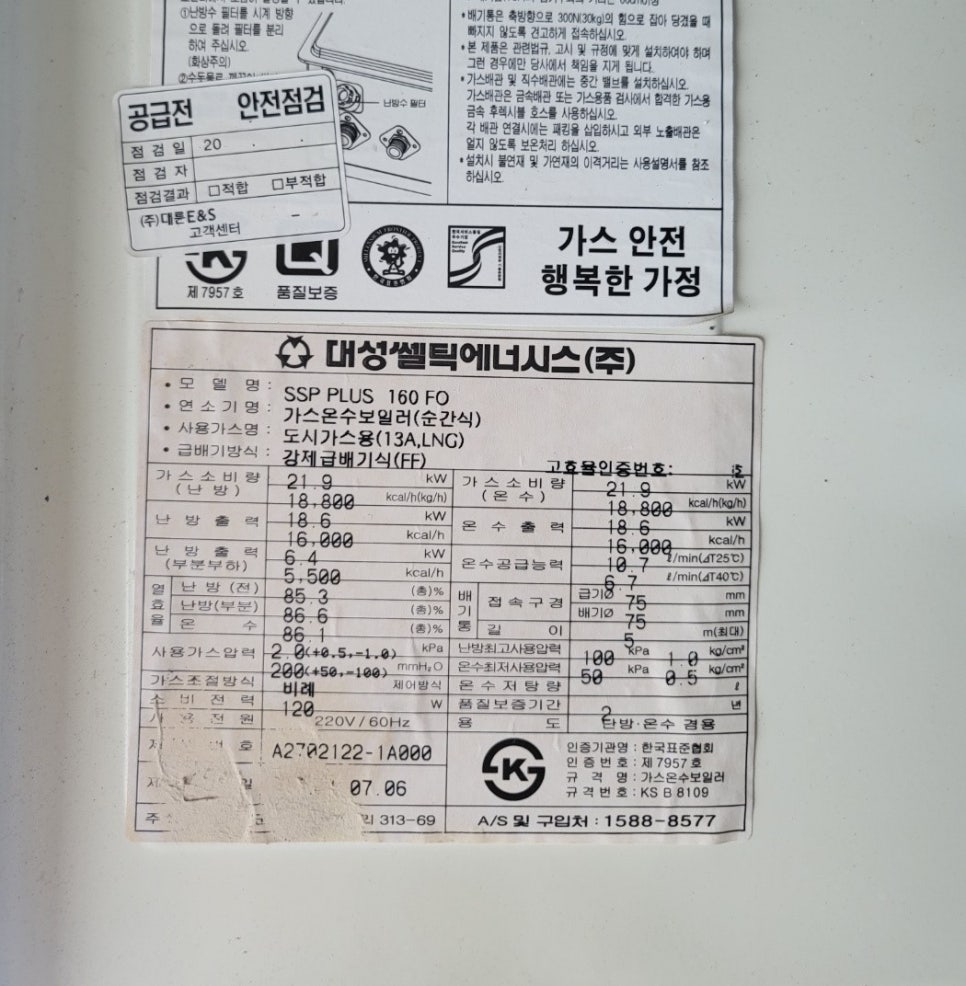 ①난방수 필터를 시계 방향
으로 돌려 필터를 분리
하여 주십시오.
(화상주의)
난방수 필터
• 배기통은 축방향으로 300N(30kg)의 힘으로 잡아 당겼을 때
빠지지 않도록 견고하게 접속하십시오.
• 본 제품은 관련법규, 고시 및 규정에 맞게 설치하여야 하며
그런 경우에만 당사에서 책임을 지게 됩니다.
• 가스배관 및 직수배관에는 중간 밸브를 설치하십시오.
가스배관은 금속배관 또는 가스용품 검사에서 합격한 가스용
금속 후렉시블 호스를 사용하십시오.
각 배관 연결시에는 패킹을 삽입하시고 외부 노출배관은
얼지 않도록 보온처리 하십시오.
• 설치시 불연재 및 가연재의 이격거리는 사용설명서를 참조
하십시오.
공급전 안전점검
점 검 일 20 . .
점 검 자
점검결과 □적합 □부적합
(주)대륜E&S
고객센터 –
제 7957 호
품질보증
가스 안전
행복한 가정
대성쎌틱에너시스(주)
• 모 델 명 : SSP PLUS 160 FO
• 연 소 기 명 : 가스온수보일러(순간식)
• 사용가스명 : 도시가스용(13A,LNG)
• 급배기방식 : 강제급배기식(FF)
고효율인증번호:
가 스 소 비 량 (난 방) 21.9 kW
18,800 kcal/h(kg/h)
난 방 출 력 18.6 kW
16,000 kcal/h
난 방 출 력 (부분부하) 6.4 kW
5,500 kcal/h
열효율 난 방 (전) 85.3 (총)%
난방(부분) 86.6 (총)%
온 수 86.1 (총)%
사용가스압력 2.0(+0.5,-1.0) kPa
200(+50,-100) mmH₂O
가스조절방식 비례 제어방식
소 비 전 력 120 W
사 용 전 원 220V / 60Hz
가 스 소 비 량 (온 수) 21.9 kW
18,800 kcal/h(kg/h)
온 수 출 력 18.6 kW
16,000 kcal/h
온수공급능력 10.7 ℓ/min(⊿T25℃)
6.7 ℓ/min(⊿T40℃)
배기통 접 속 구 경 급기Ø 75 mm
배기Ø 75 mm
길 이 5 m(최대)
난방최고사용압력 100 kPa 1.0 kg/cm²
온수최저사용압력 50 kPa 0.5 kg/cm²
온 수 저 탕 량 ℓ
품질보증기간 2 년
용 도 난방·온수 겸용
호 A2702122-1A000
일 07.06
주 리 313-69
인증기관명 : 한국표준협회
인 증 번 호 : 제 7957 호
규 격 명 : 가스온수보일러
규 격 번 호 : KS B 8109
A/S 및 구입처 : 1588-8577